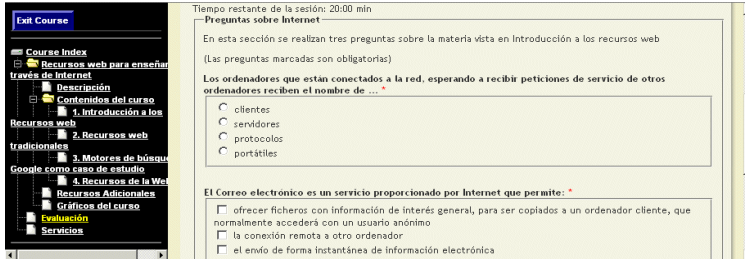 Exit Course
Course Index
Recursos web para enseñar
través de Internet
Descripción
Contenidos del curso
1. Introducción a los
Recursos web
2. Recursos web
tradicionales
3. Motores de búsque
Google como caso de estudio
4. Recursos de la Wel
Recursos Adicionales
Gráficos del curso
Evaluación
Servicios
Tiempo restante de la sesión: 20:00 min
Preguntas sobre Internet
En esta sección se realizan tres preguntas sobre la materia vista en Introducción a los recursos web
(Las preguntas marcadas son obligatorias)
Los ordenadores que están conectados a la red, esperando a recibir peticiones de servicio de otros
ordenadores reciben el nombre de ... *
clientes
servidores
protocolos
portátiles
El Correo electrónico es un servicio proporcionado por Internet que permite: *
ofrecer ficheros con información de interés general, para ser copiados a un ordenador cliente, que
normalmente accederá con un usuario anónimo
la conexión remota a otro ordenador
el envío de forma instantánea de información electrónica